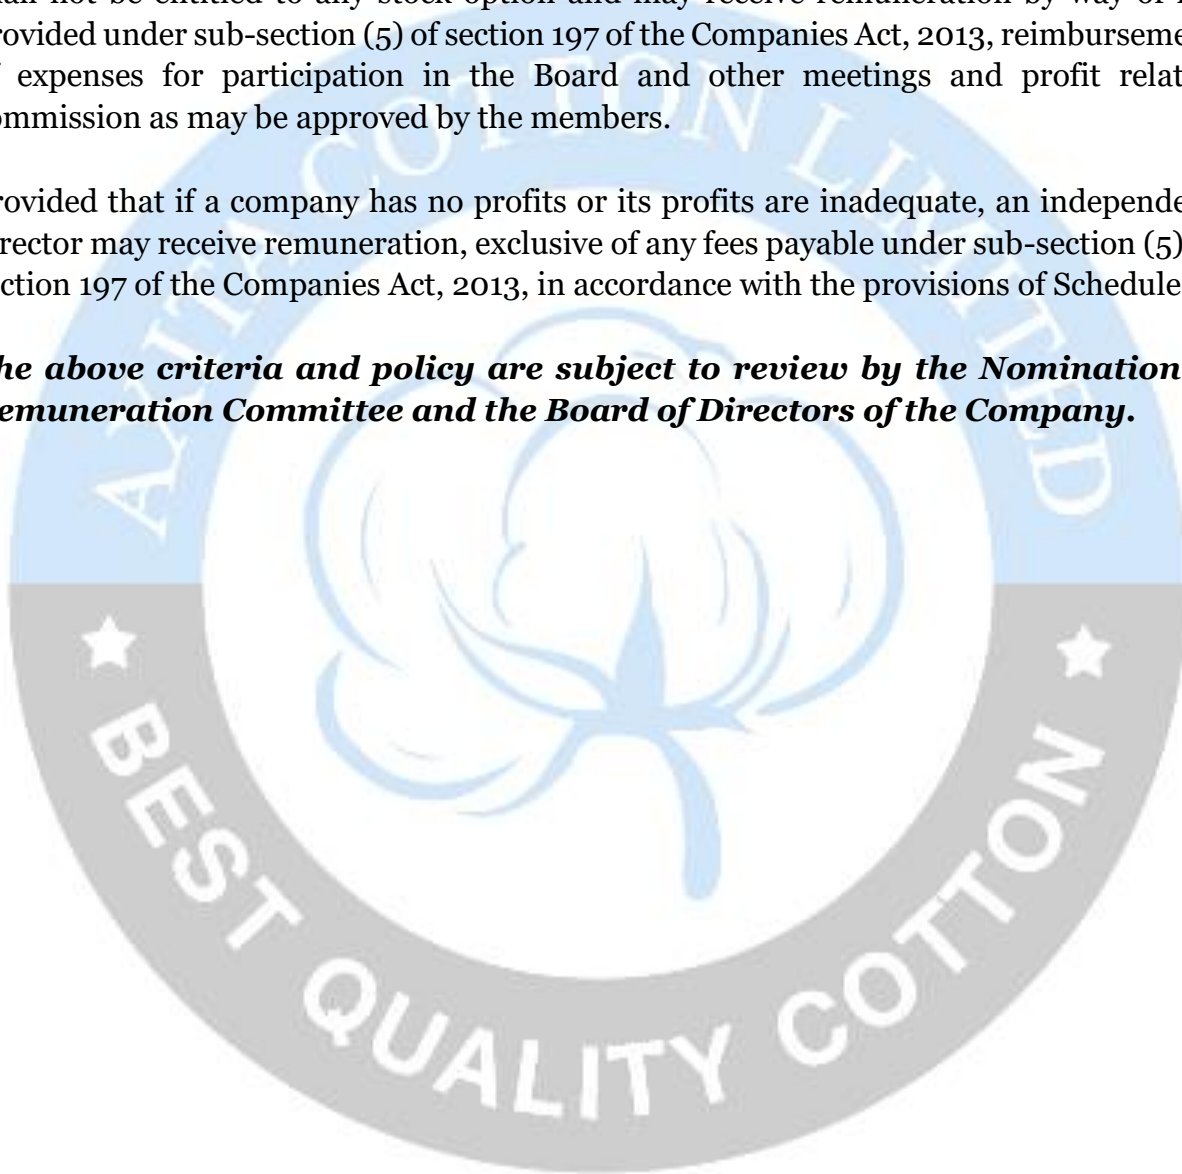 hall not be entitled to any stock option and may receive remuneration by way of
rovided under sub-section (5) of section 197 of the Companies Act, 2013, reimburseme
f expenses for participation in the Board and other meetings and profit relat
ommission as may be approved by the members.
rovided that if a company has no profits or its profits are inadequate, an independe
irector may receive remuneration, exclusive of any fees payable under sub-section (5)
ction 197 of the Companies Act, 2013, in accordance with the provisions of Schedule
he above criteria and policy are subject to review by the Nomination
emuneration Committee and the Board of Directors of the Company.
AXITA COTTON LIMITED
BEST QUALITY COTTON